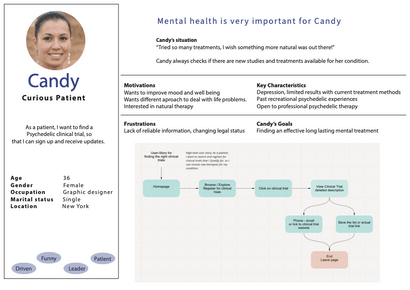 Candy
Curious Patient
As a patient, I want to find a
Psychedelic clinical trial, so
that I can sign up and receive updates.
Age 36
Gender Female
Occupation Graphic designer
Marital status Single
Location New York
Funny
Patient
Driven
Leader
Mental health is very important for Candy
Candy's situation
"Tried so many treatments, I wish something more natural was out there!"
Candy always checks if there are new studies and treatments available for her condition.
Motivations
Wants to improve mood and well being
Wants different aproach to deal with life problems.
Interested in natural therapy
Key Characteristics
Depression, limited results with current treatment methods
Past recreational psychedelic experiences
Open to professional psychedelic therapy
Frustrations
Lack of reliable information, changing legal status
Candy's Goals
Finding an effective long lasting mental treatment
User-Story for
finding the right clinical
trials
Homepage
Browse / Explore
Register for clinical
trials
Click on clinical trial
View Clinical Trial
detailed description
Phone - email
or link to clinical trial
website
Save the list or actual
trial link
End
Leave page